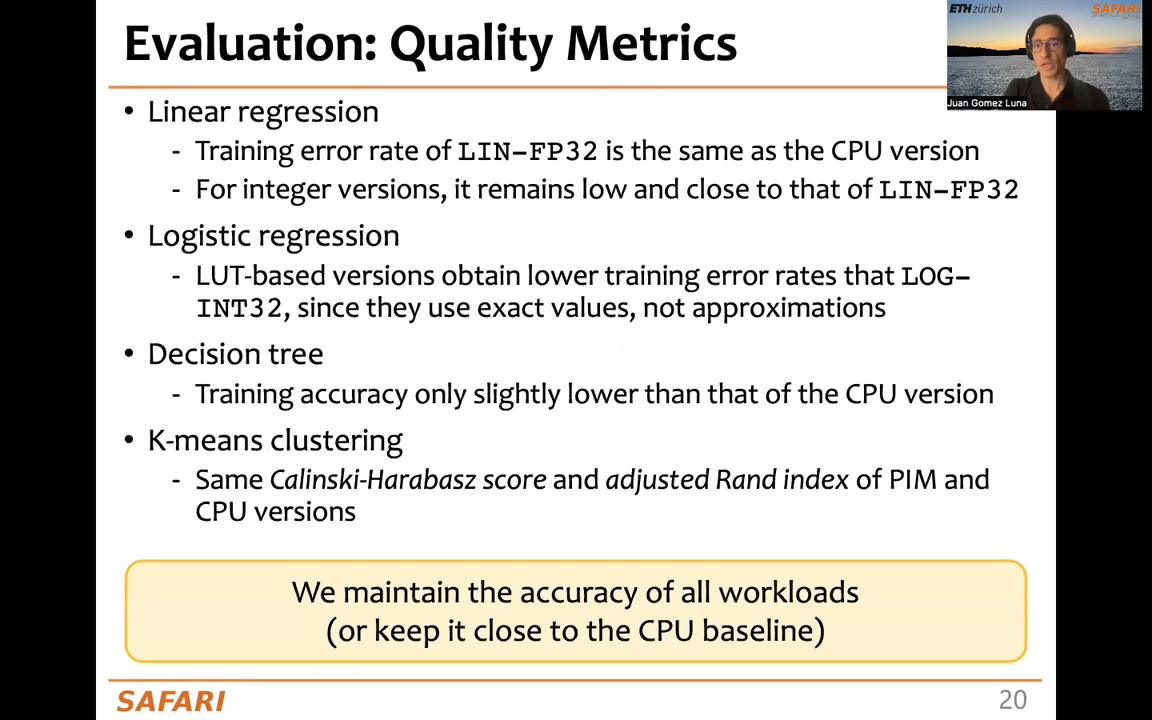 Evaluation: Quality Metrics
ETH zürich
SAFARI
Juan Gomez Luna
• Linear regression
- Training error rate of LIN-FP32 is the same as the CPU version
- For integer versions, it remains low and close to that of LIN-FP32
• Logistic regression
- LUT-based versions obtain lower training error rates that LOG-
INT32, since they use exact values, not approximations
• Decision tree
- Training accuracy only slightly lower than that of the CPU version
• K-means clustering
- Same Calinski-Harabasz score and adjusted Rand index of PIM and
CPU versions
We maintain the accuracy of all workloads
(or keep it close to the CPU baseline)
SAFARI
20